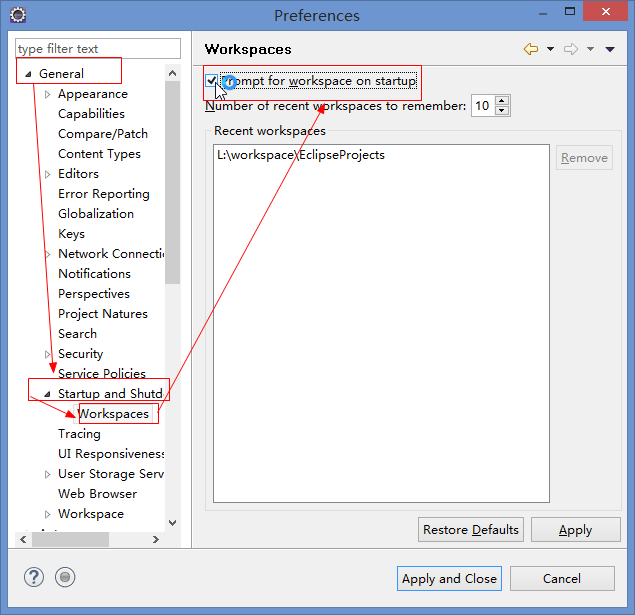 Preferences
type filter text
General
Appearance
Capabilities
Compare/Patch
Content Types
Editors
Error Reporting
Globalization
Keys
Network Connecti
Notifications
Perspectives
Project Natures
Search
Security
Service Policies
Startup and Shutd
Workspaces
Tracing
UI Responsiveness
User Storage Serv
Web Browser
Workspace
Workspaces
Prompt for workspace on startup
Number of recent workspaces to remember: 10
Recent workspaces
L:\workspace\EclipseProjects
Remove
Restore Defaults
Apply
?
Apply and Close
Cancel